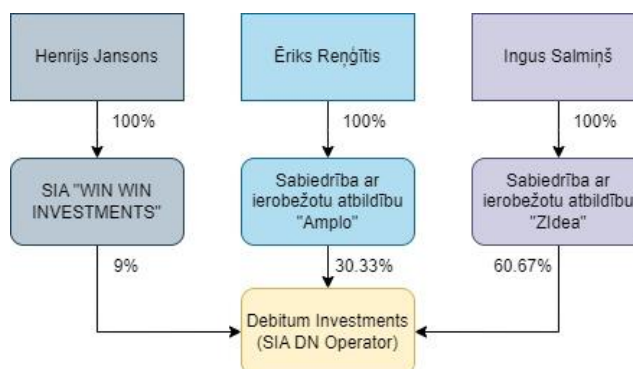 Henrijs Jansons
Ēriks Reņģītis
Ingus Salmiņš
100%
100%
100%
SIA "WIN WIN
INVESTMENTS"
Sabiedrība ar
ierobežotu atbildību
"Amplo"
Sabiedrība ar
ierobežotu atbildību
"ZIdea"
9%
30.33%
60.67%
Debitum Investments
(SIA DN Operator)